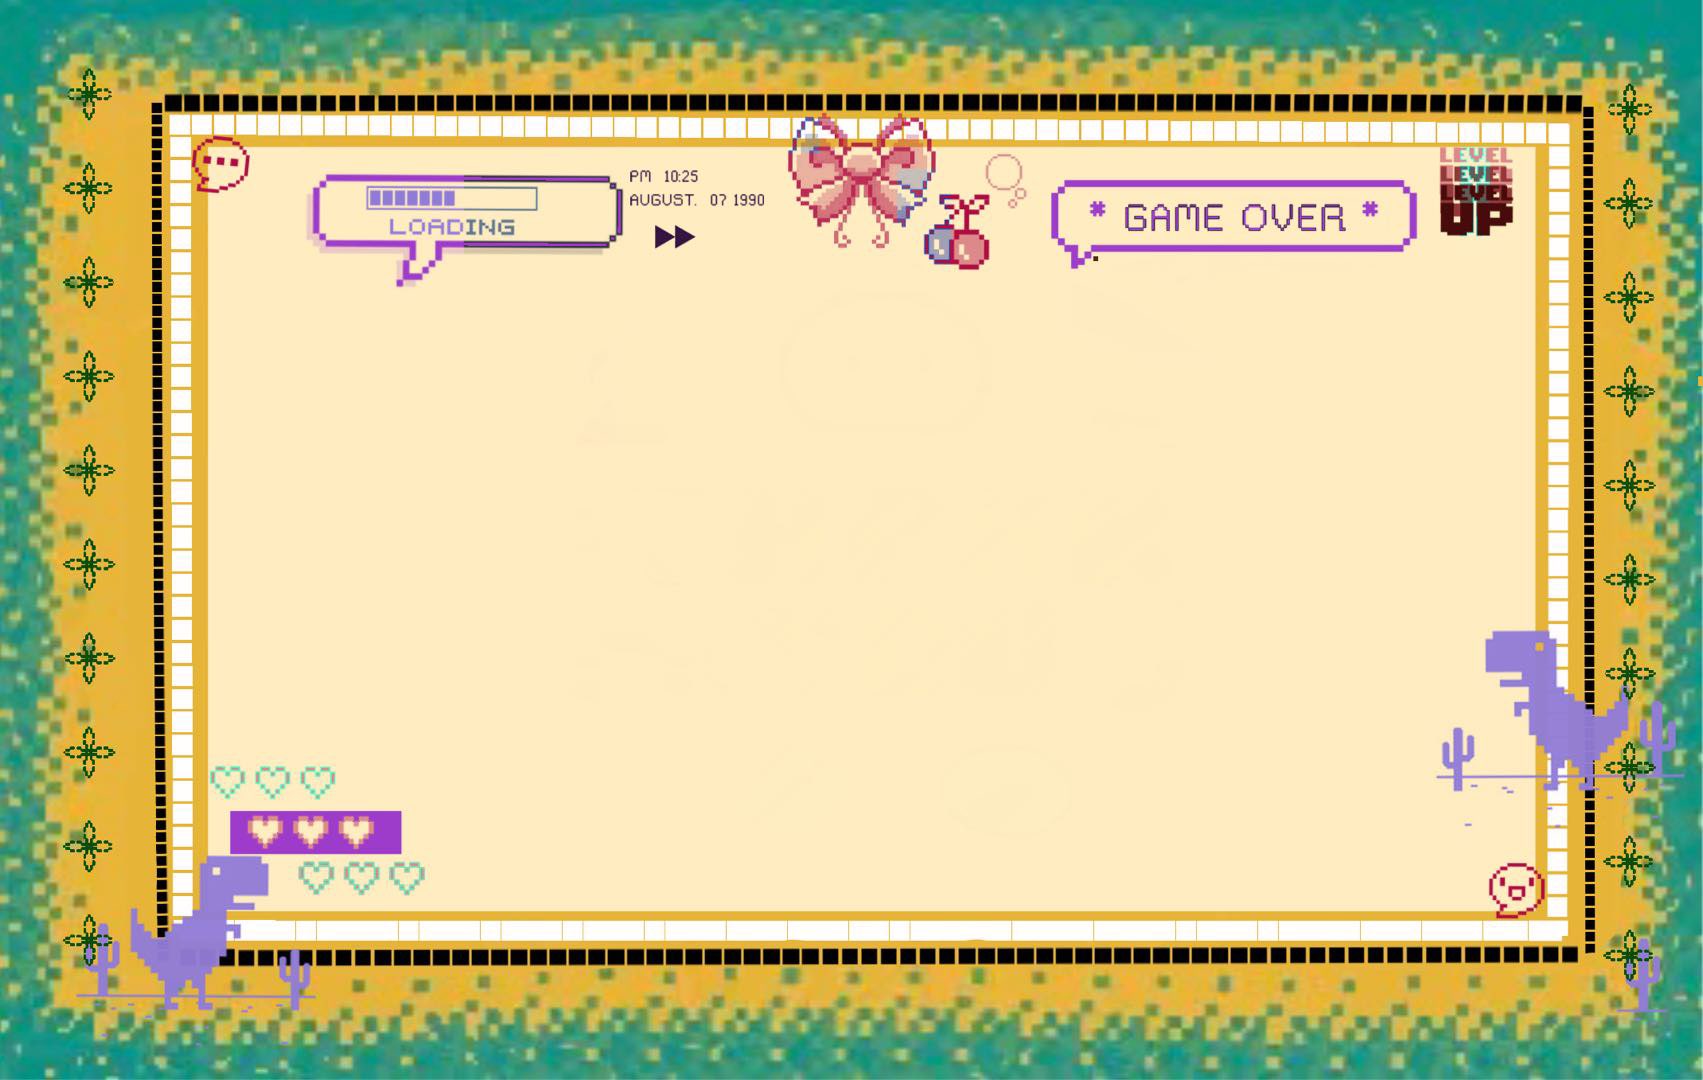 PM 10:25
AUGUST. 07 1990
LOADING
* GAME OVER *
LEVEL
LEVEL
LEVEL
UP